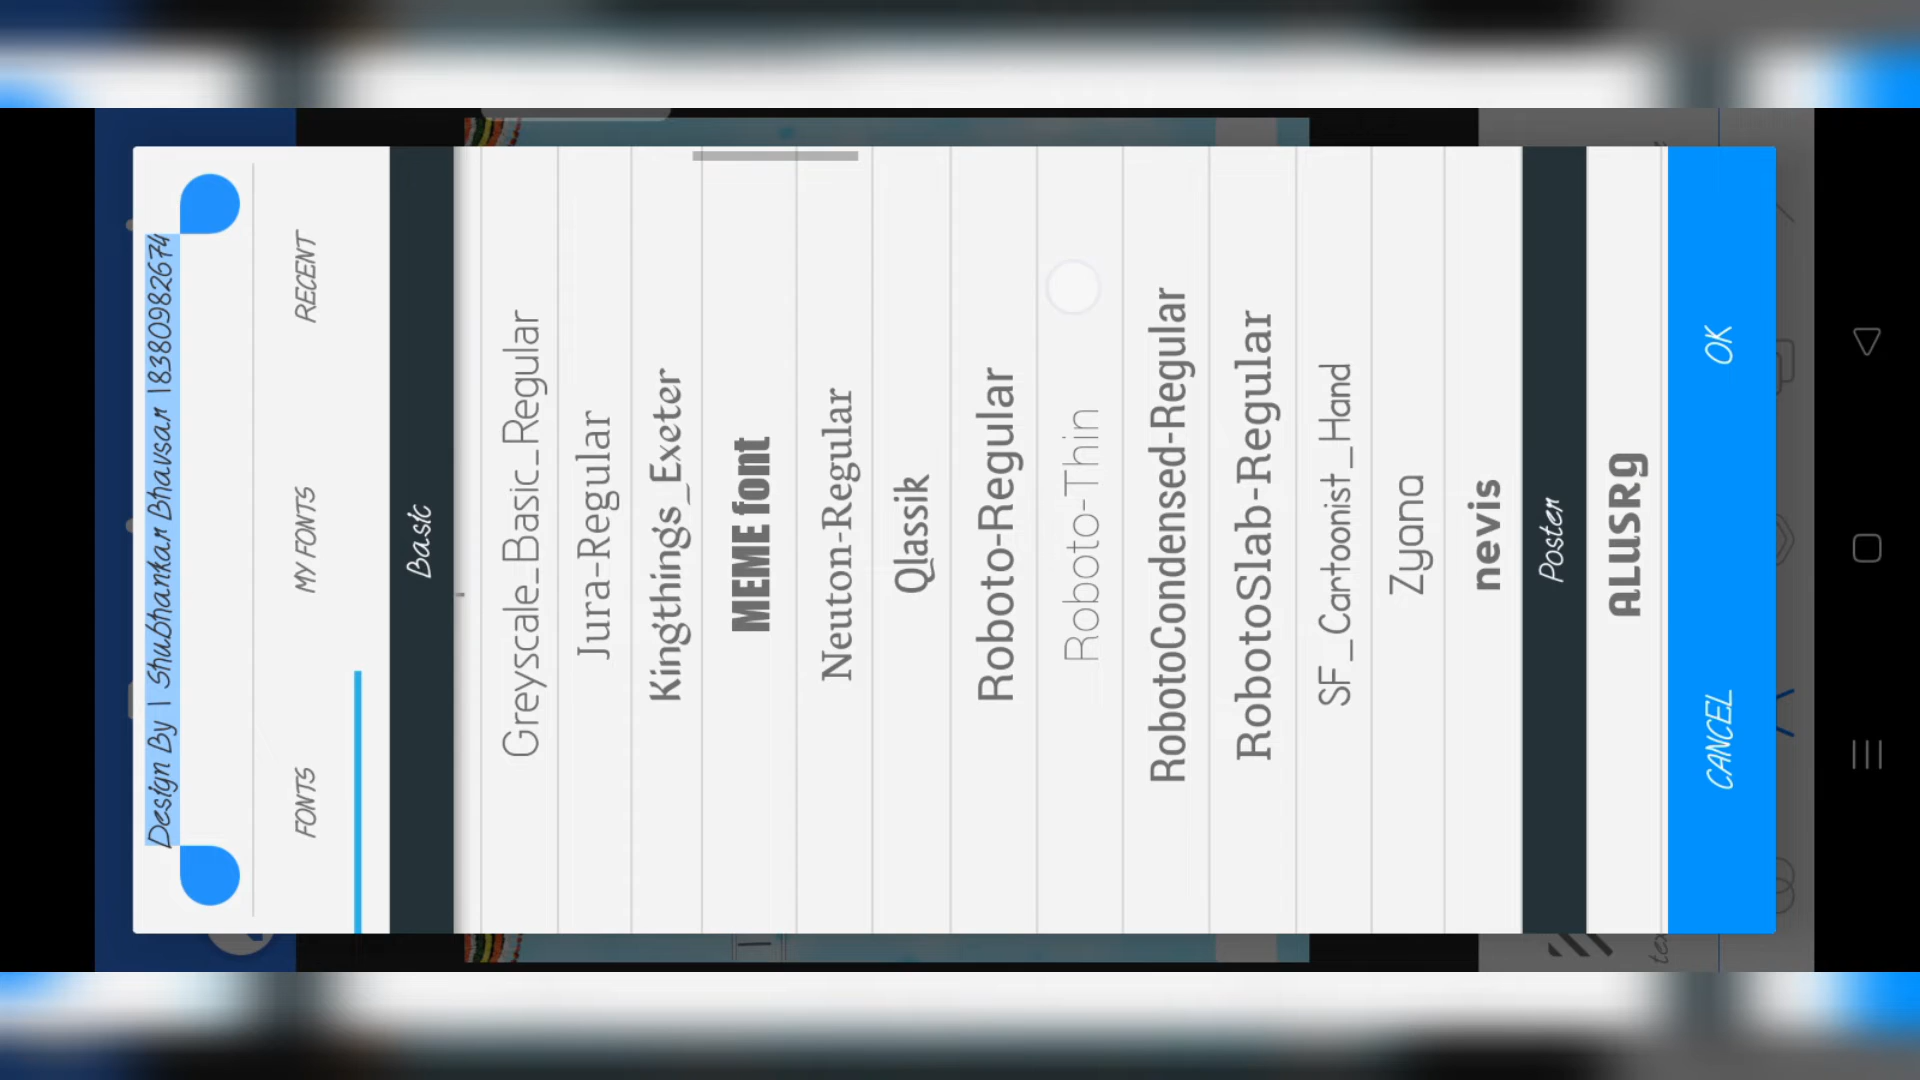 Design By | Shubhankar Bhavsar |8380982674
FONTS MY FONTS RECENT
Basic
Greyscale_Basic_Regular
Jura-Regular
Kingthings_Exeter
MEME font
Neuton-Regular
Qlassik
Roboto-Regular
Roboto-Thin
RobotoCondensed-Regular
RobotoSlab-Regular
SF_Cartoonist_Hand
Zyana
nevis
Poster
ALUSRg
CANCEL OK